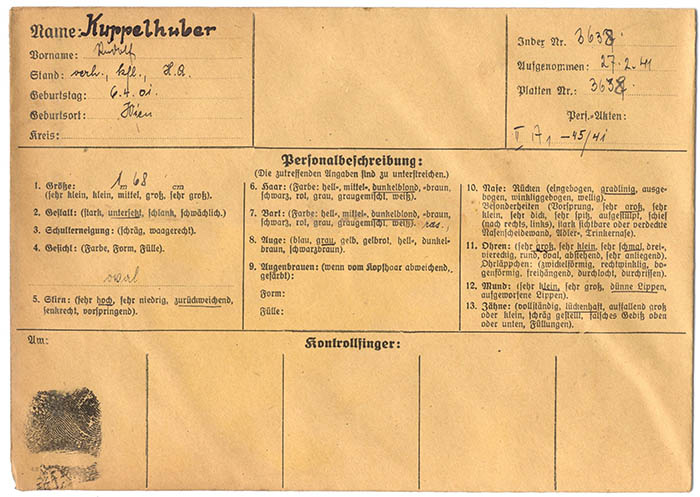 Name: Kuppelhuber
Vorname: Rudolf
Stand: verh., kfl., H.A.
Geburtstag: 6.4.01.
Geburtsort: Wien
Kreis:
Index Nr. 3638.
Aufgenommen: 27.2.41
Platten Nr.: 3638.
Pers.-Akten:
II A1 -45/41
Personalbeschreibung:
(Die zutreffenden Angaben sind zu unterstreichen.)
1. Größe: 1 m 68 cm
(sehr klein, klein, mittel, groß, sehr groß).
2. Gestalt: (stark, untersetzt, schlank, schwächlich.)
3. Schulterneigung: (schräg, waagerecht).
4. Gesicht: (Farbe, Form, Fülle).
oval
5. Stirn: (sehr hoch, sehr niedrig, zurückweichend,
senkrecht, vorspringend).
6. Haar: (Farbe: hell-, mittel-, dunkelblond, -braun,
schwarz, rot, grau, graugemischt, weiß).
7. Bart: (Farbe: hell-, mittel-, dunkelblond, -braun,
schwarz, rot, grau, graugemischt, weiß). ras.,
8. Auge: (blau, grau, gelb, gelbrot, hell-, dunkel-
braun, schwarzbraun).
9. Augenbrauen: (wenn vom Kopfhaar abweichend,
gefärbt):
Form:
Fülle:
10. Nase: Rücken (eingebogen, gradlinig, ausge-
bogen, winkliggebogen, wellig).
Besonderheiten (Vorsprung, sehr groß, sehr
klein, sehr dick, sehr spitz, aufgestülpt, schief
(nach rechts, links), stark sichtbare oder verdeckte
Nasenscheidewand, Adler-, Trinkernase).
11. Ohren: (sehr groß, sehr klein, sehr schmal, drei-,
viereckig, rund, oval, abstehend, sehr anliegend).
Ohrläppchen: (zwickelförmig, rechtwinklig, bo-
genförmig, freihängend, durchlocht, durchrissen).
12. Mund: (sehr klein, sehr groß, dünne Lippen,
aufgeworfene Lippen).
13. Zähne: (vollständig, lückenhaft, auffallend groß
oder klein, schräg gestellt, falsches Gebiß oben
oder unten, Füllungen).
Am:
Kontrollfinger: